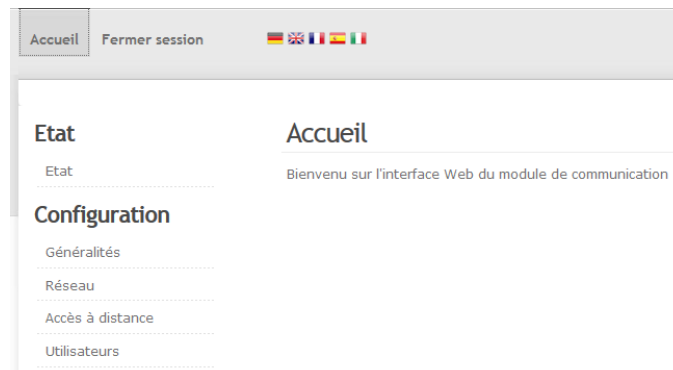 Accueil Fermer session
Etat
Etat
Configuration
Généralités
Réseau
Accès à distance
Utilisateurs
Accueil
Bienvenu sur l'interface Web du module de communication